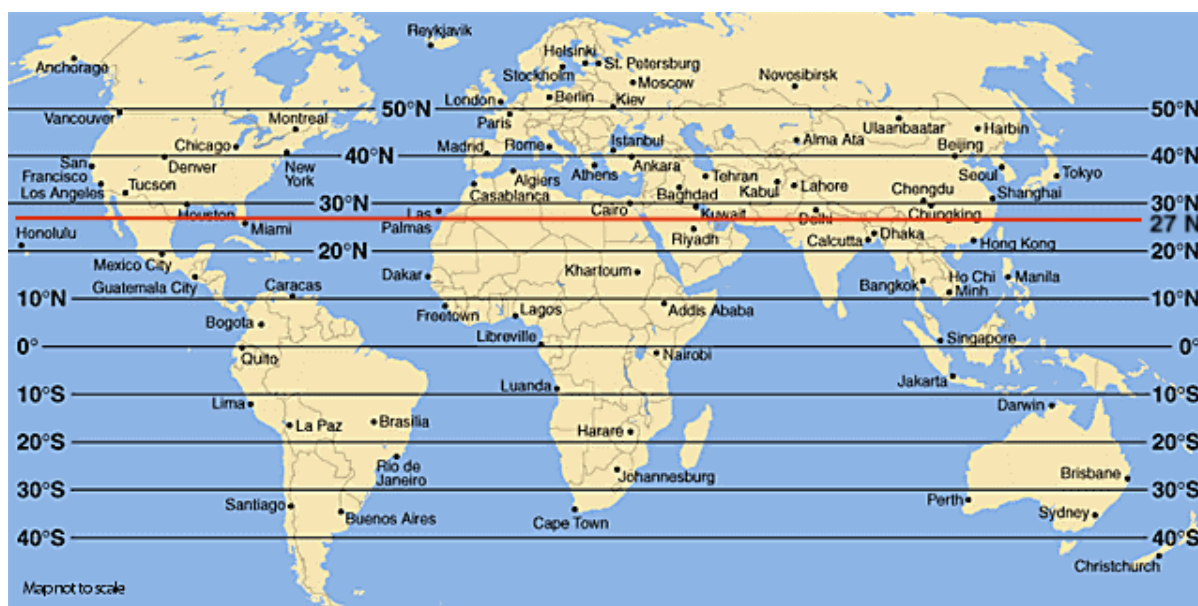 Reykjavik
Helsinki
St. Petersburg
Anchorage
Stockholm
Moscow
Novosibirsk
London
Berlin
Kiev
50°N
50°N
Vancouver
Montreal
Paris
Ulaanbaatar
Harbin
Chicago
Madrid
Rome
Istanbul
Alma Ata
Beijing
40°N
40°N
San
Francisco
Denver
New
York
Algiers
Athens
Ankara
Tehran
Seoul
Tokyo
Los Angeles
Tucson
Casablanca
Baghdad
Kabul
Lahore
Chengdu
Shanghai
30°N
30°N
Houston
Las
Palmas
Cairo
Kuwait
Delhi
Chungking
27 N
Honolulu
Miami
Riyadh
Calcutta
Dhaka
Hong Kong
20°N
20°N
Mexico City
Guatemala City
Caracas
Dakar
Khartoum
Bangkok
Ho Chi
Minh
Manila
10°N
10°N
Bogota
Freetown
Lagos
Addis Ababa
Libreville
Singapore
0°
0°
Quito
Nairobi
Luanda
Jakarta
10°S
10°S
Lima
Darwin
La Paz
Brasilia
Harare
20°S
20°S
Rio de
Janeiro
Johannesburg
Brisbane
30°S
30°S
Santiago
Buenos Aires
Cape Town
Perth
Sydney
40°S
40°S
Christchurch
Map not to scale